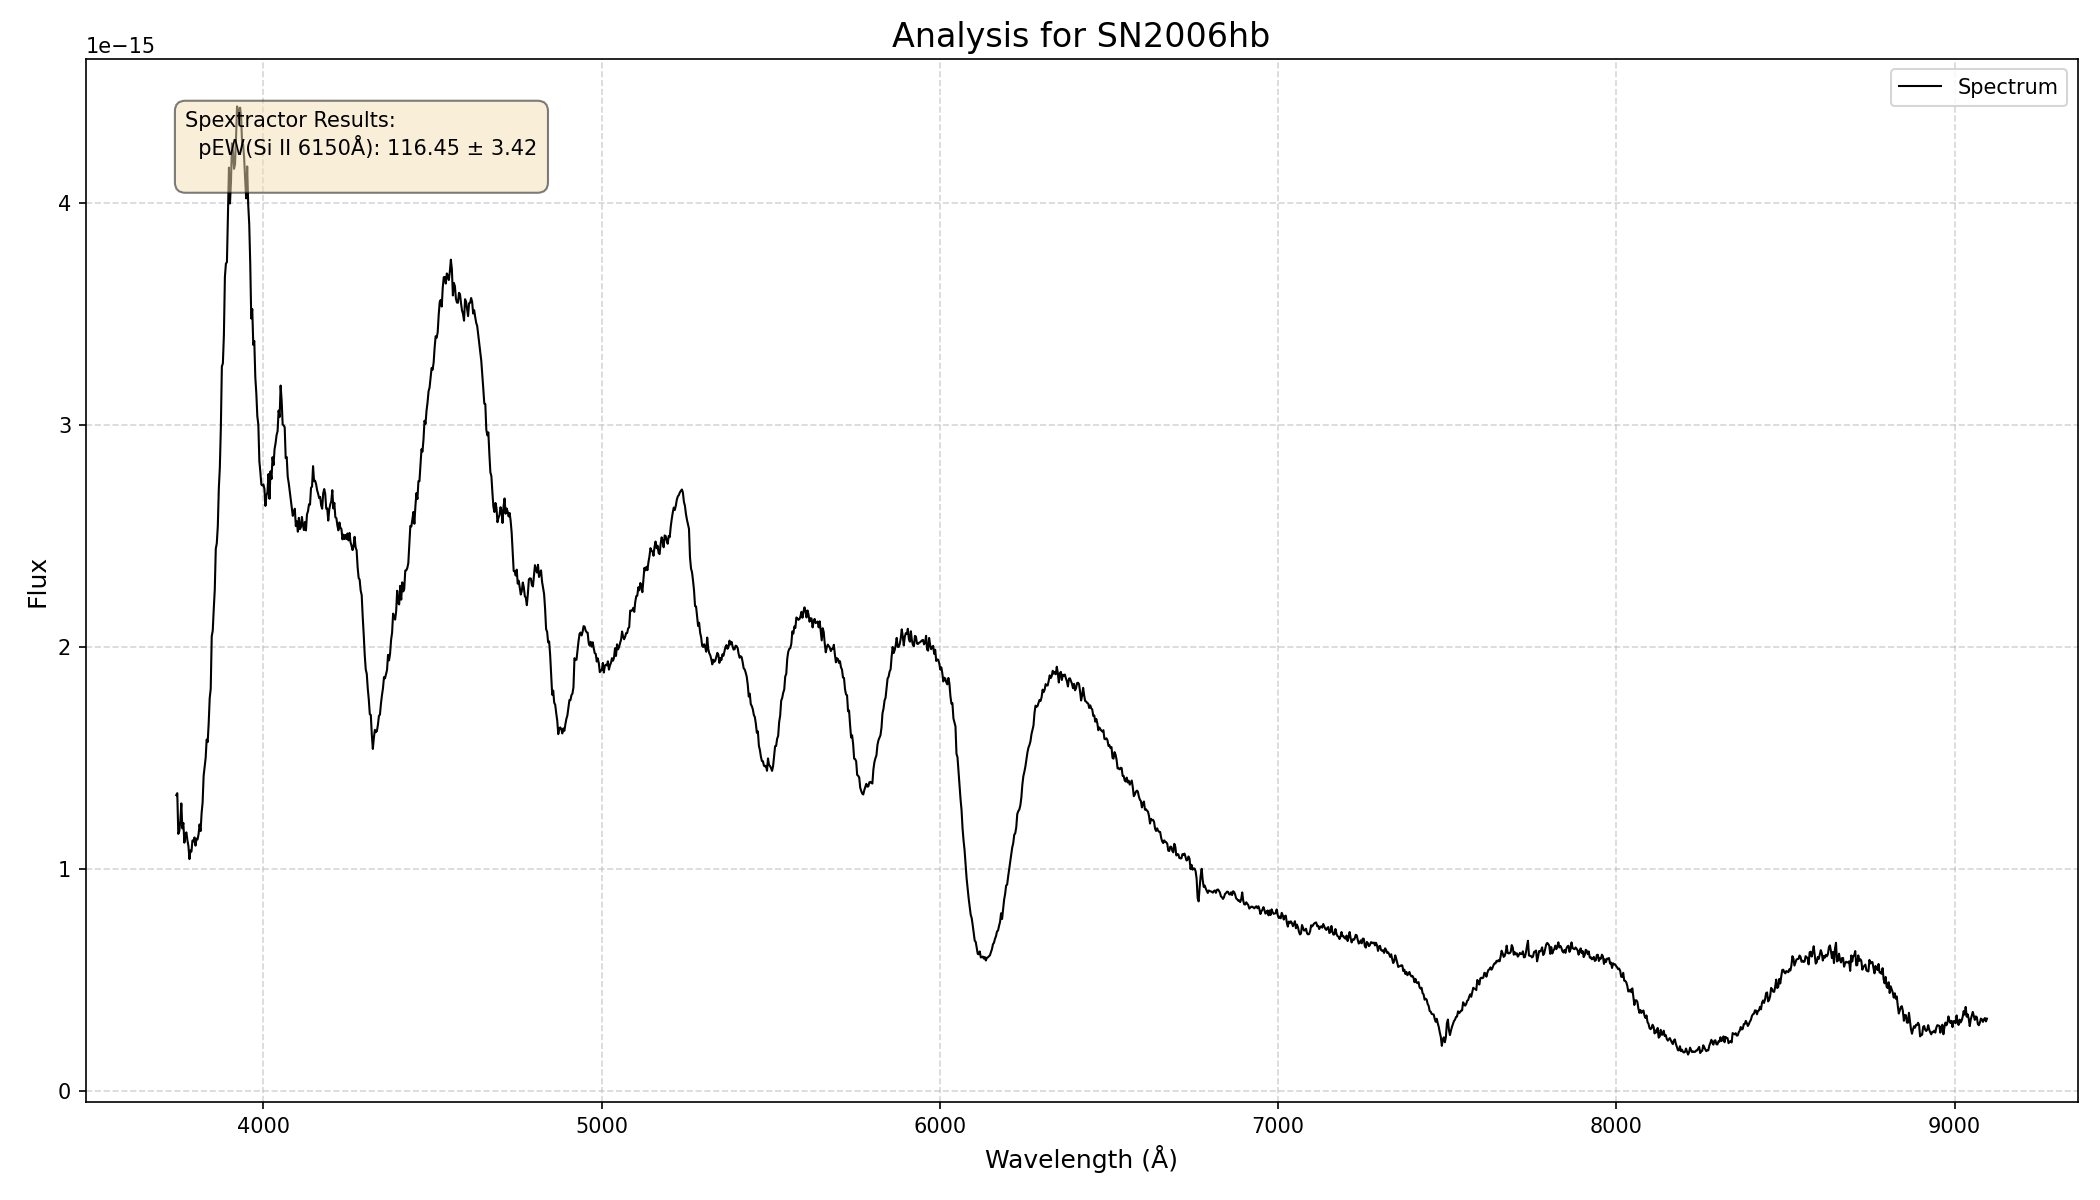 Analysis for SN2006hb
1e−15
Spectrum
Spextractor Results:
pEW(Si II 6150Å): 116.45 ± 3.42
4
3
2
1
0
Flux
4000 5000 6000 7000 8000 9000
Wavelength (Å)